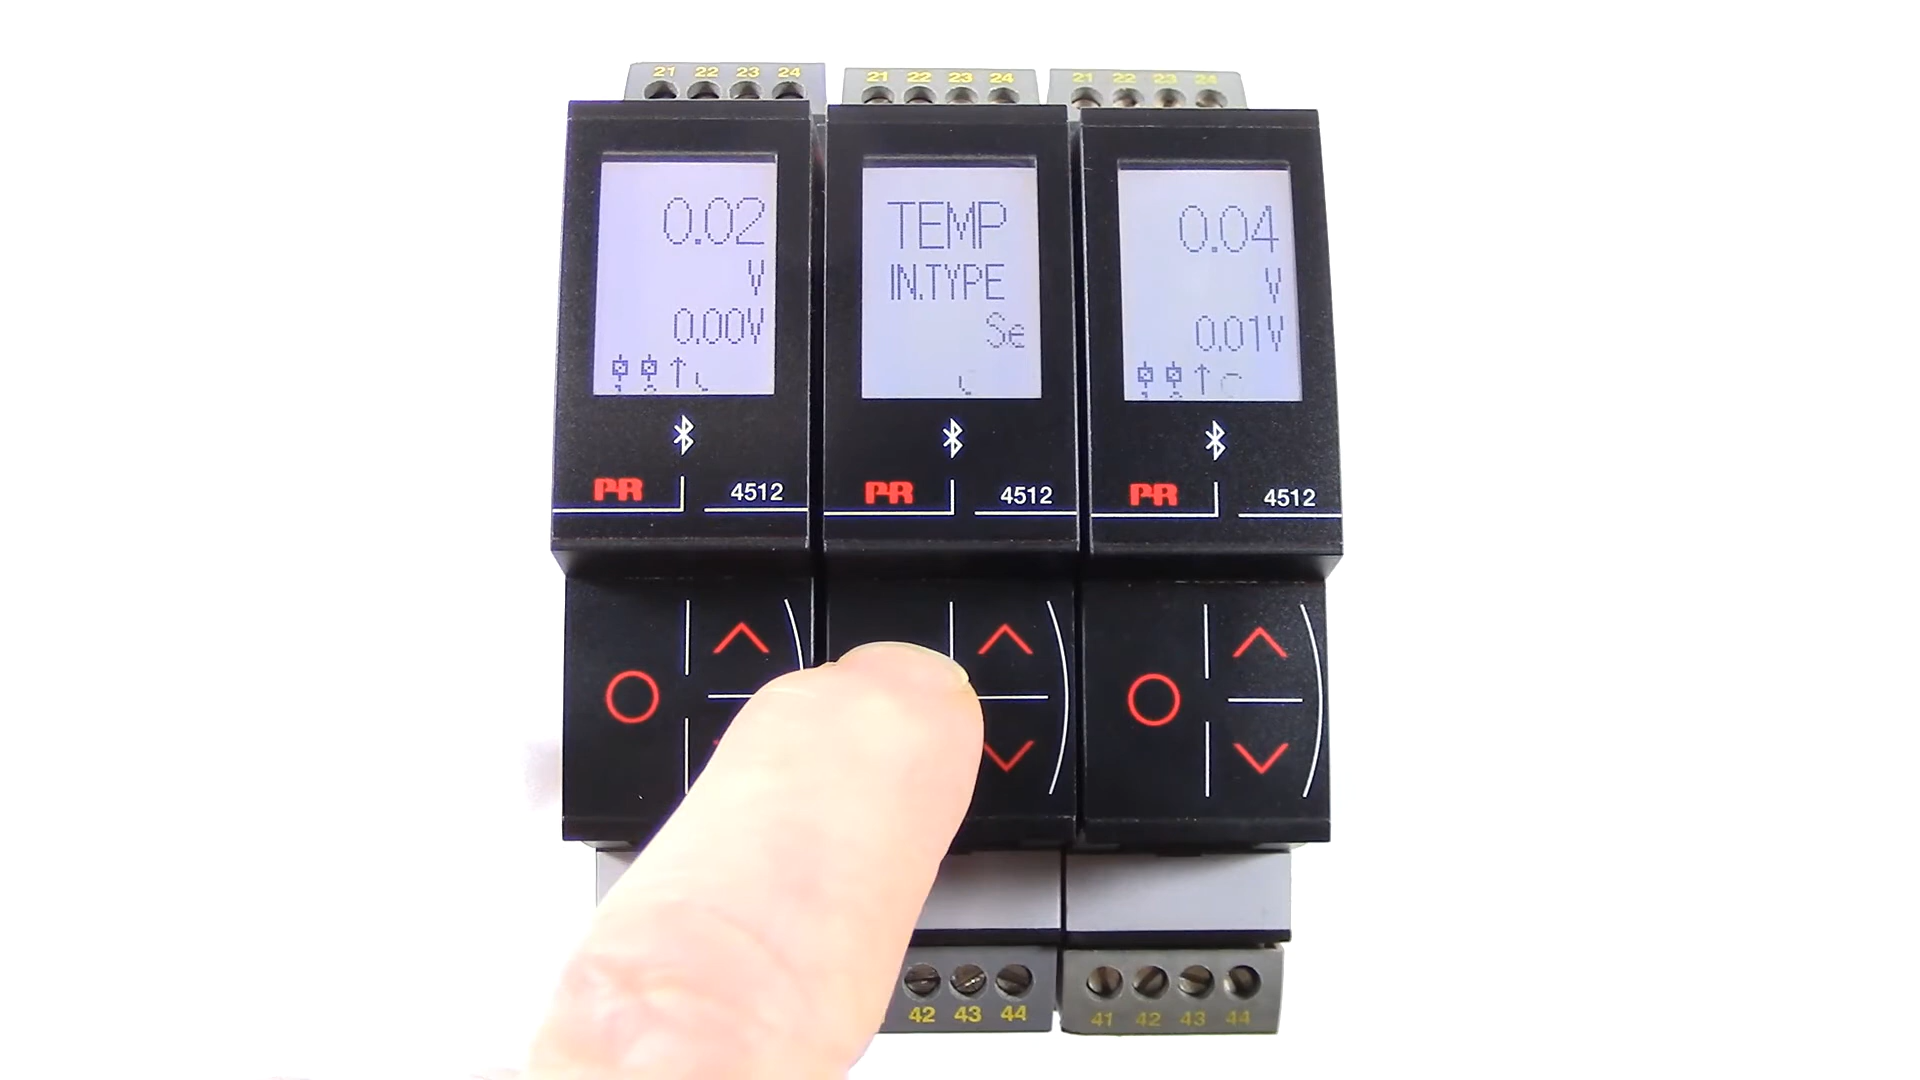 21 22 23 24
21 22 23 24
21 22 23 24
0.02
V
0.00V
TEMP
IN.TYPE
Se
0.04
V
0.01V
PR 4512
PR 4512
PR 4512
42 43 44
41 42 43 44